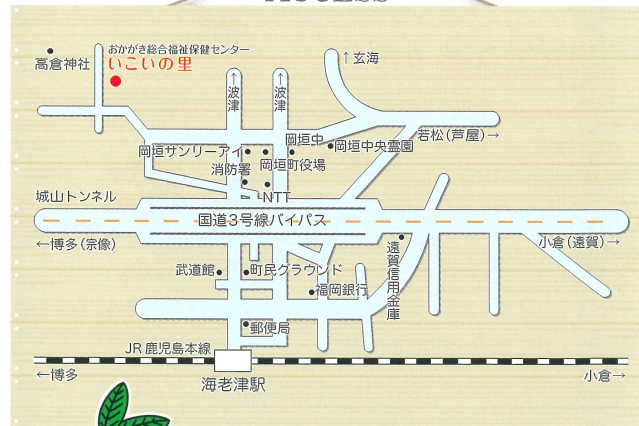 Access
おかがき総合福祉保健センター
いこいの里
高倉神社
↑玄海
↑波津
↑波津
若松(芦屋)→
岡垣中
岡垣中央霊園
岡垣サンリーアイ
岡垣町役場
消防署
NTT
城山トンネル
国道3号線バイパス
←博多(宗像)
小倉(遠賀)→
遠賀信用金庫
武道館
町民グラウンド
福岡銀行
郵便局
JR鹿児島本線
←博多
小倉→
海老津駅